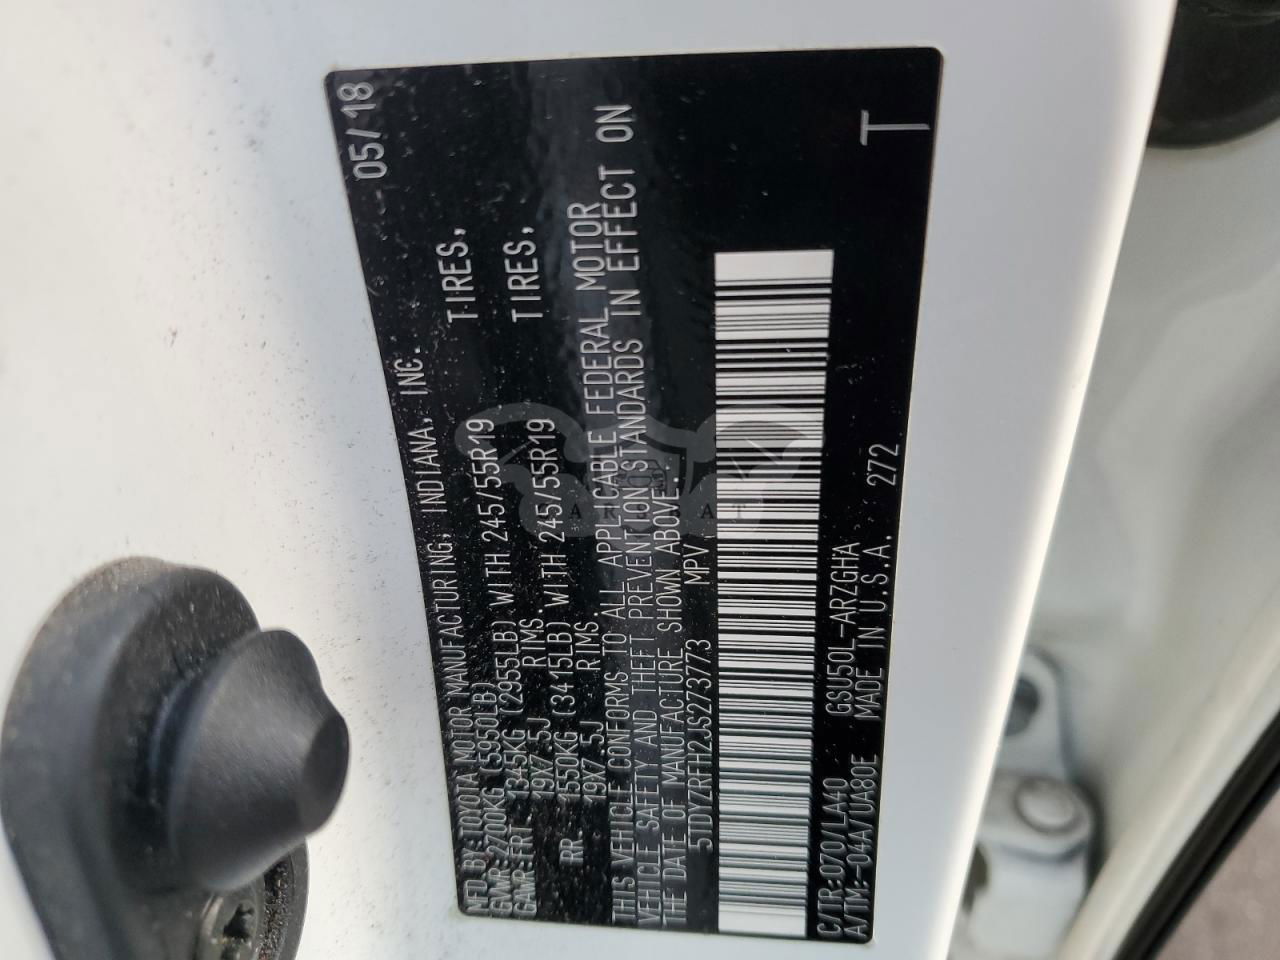 MFD BY: TOYOTA MOTOR MANUFACTURING, INDIANA, INC. 05/18
GVWR 2700KG (5950LB)
GAWR FRT. 1345KG (2955LB) WITH 245/55R19 TIRES,
19X7.5J RIMS.
RR. 1550KG (3415LB) WITH 245/55R19 TIRES,
19X7.5J RIMS.
THIS VEHICLE CONFORMS TO ALL APPLICABLE FEDERAL MOTOR
VEHICLE SAFETY AND THEFT PREVENTION STANDARDS IN EFFECT ON
THE DATE OF MANUFACTURE SHOWN ABOVE.
5TDYZRFH2JS273773 MPV
C/TR:070/LA40 GSU50L-ARZGHA 272
A/TM:-04A/UA80E MADE IN U.S.A.
T